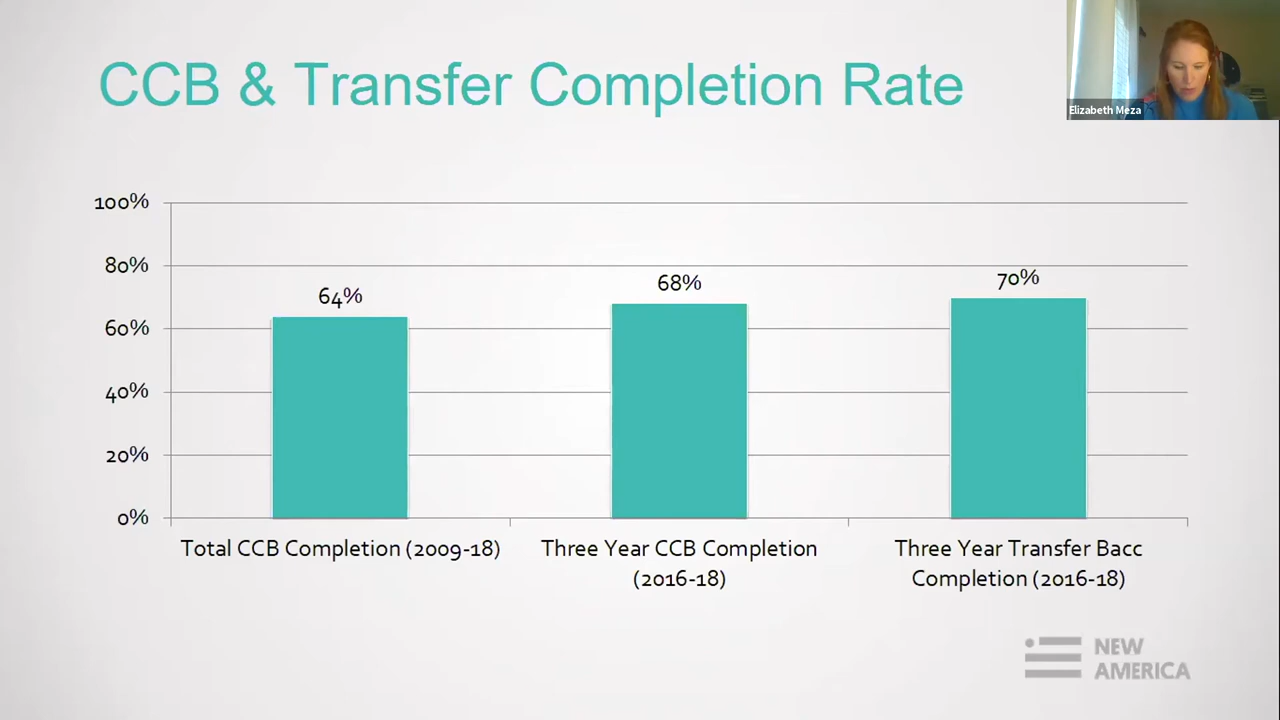 CCB & Transfer Completion Rate
Elizabeth Meza
100%
80%
60%
40%
20%
0%
64%
68%
70%
Total CCB Completion (2009-18)
Three Year CCB Completion
(2016-18)
Three Year Transfer Bacc
Completion (2016-18)
NEW
AMERICA